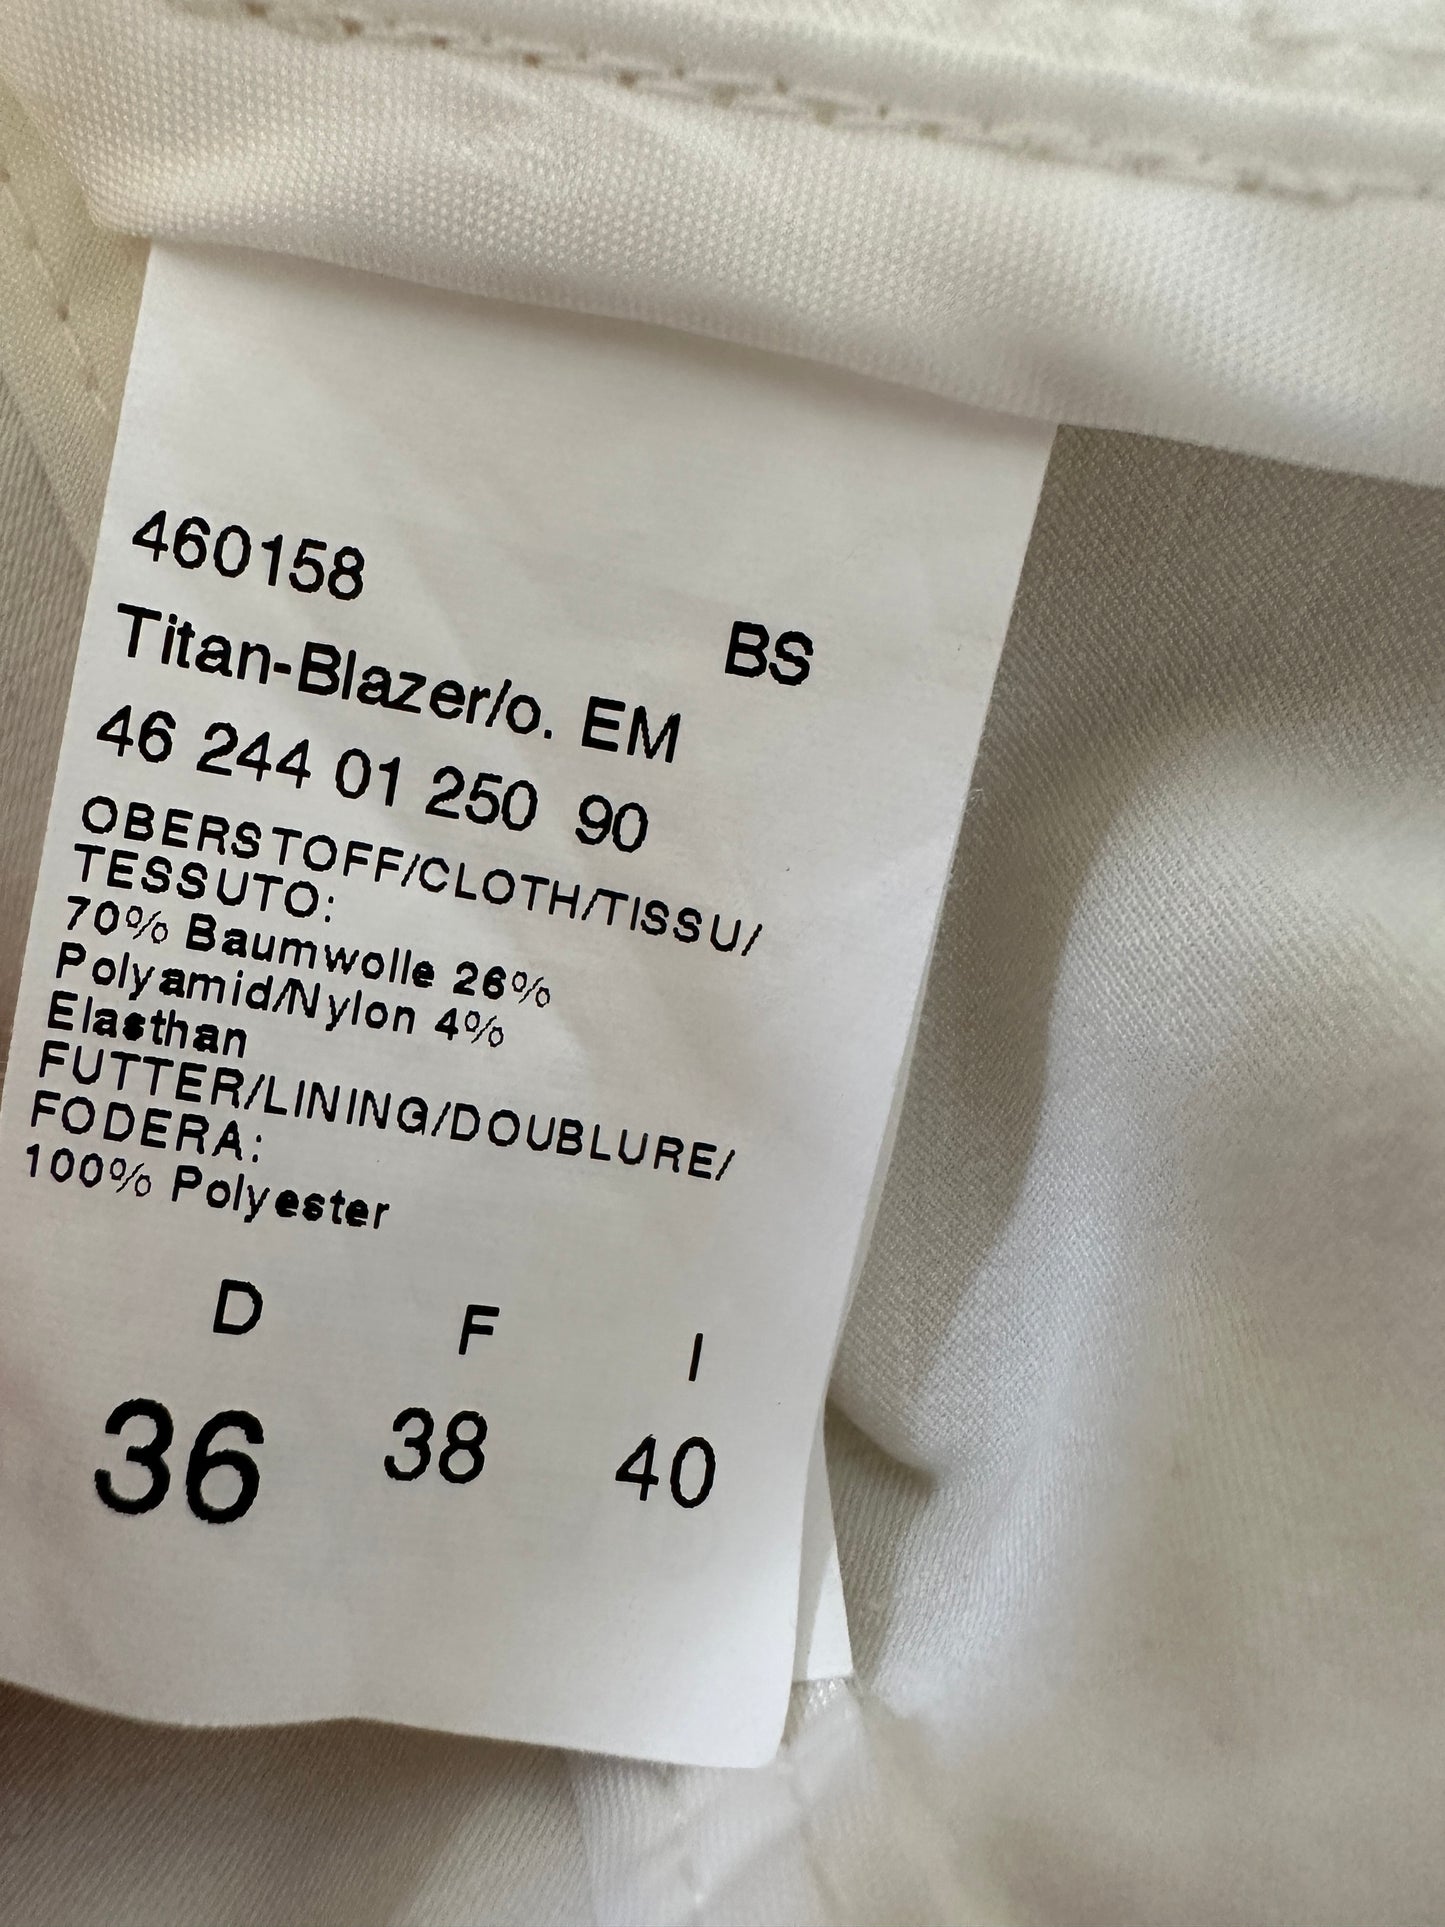 460158
BS
Titan-Blazer/o. EM
46 244 01 250 90
OBERSTOFF/CLOTH/TISSU/
TESSUTO:
70% Baumwolle 26%
Polyamid/Nylon 4%
Elasthan
FUTTER/LINING/DOUBLURE/
FODERA:
100% Polyester
D F I
36 38 40